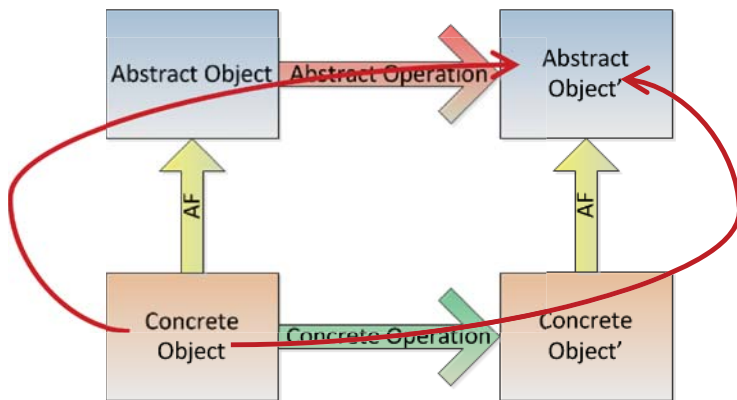 Abstract Object
Abstract Operation
Abstract
Object’
AF
AF
Concrete
Object
Concrete Operation
Concrete
Object’